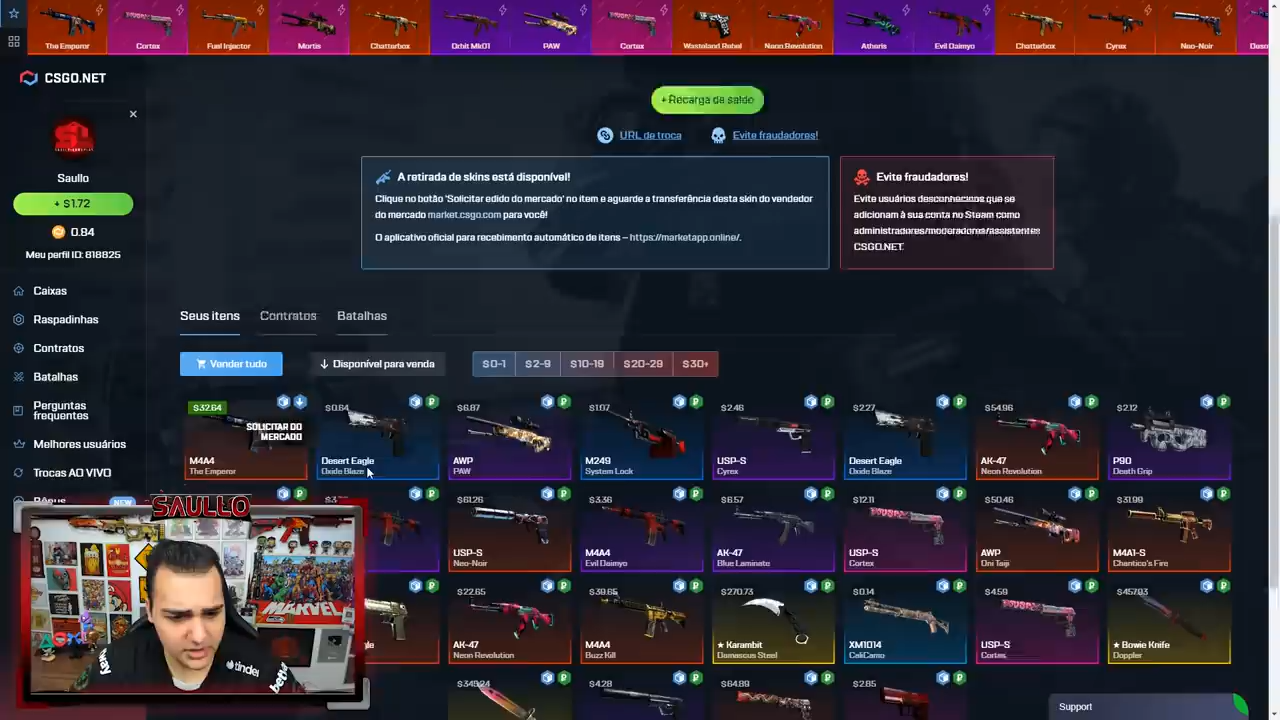 The Emperor Cortex Fuel Injector Mortis Chatterbox Orbit Mk01 PAW Cortex Wasteland Rebel Neon Revolution Atheris Evil Daimyo Chatterbox Cyrex Neo-Noir
CSGO.NET
+ Recarga de saldo
URL de troca Evite fraudadores!
Saullo
+ $1.72
0.84
Meu perfil ID: 818825
A retirada de skins está disponível!
Clique no botão 'Solicitar edido do mercado' no item e aguarde a transferência desta skin do vendedor
do mercado market.csgo.com para você!
O aplicativo oficial para recebimento automático de itens – https://marketapp.online/.
Evite fraudadores!
Evite usuários desconhecidos que se
adicionam à sua conta no Steam como
administradores/moderadores/assistentes
CSGO.NET.
Caixas
Raspadinhas
Contratos
Batalhas
Perguntas
frequentes
Melhores usuários
Trocas AO VIVO
NEW
Seus itens Contratos Batalhas
Vender tudo Disponível para venda $0-1 $2-9 $10-19 $20-29 $30+
$32.64 $0.64 $6.87 $1.07 $2.46 $2.27 $54.96 $2.12
SOLICITAR DO
MERCADO
M4A4 Desert Eagle AWP M249 USP-S Desert Eagle AK-47 P90
The Emperor Oxide Blaze PAW System Lock Cyrex Oxide Blaze Neon Revolution Death Grip
$61.26 $3.36 $6.57 $12.11 $50.46 $31.99
USP-S M4A4 AK-47 USP-S AWP M4A1-S
Neo-Noir Evil Daimyo Blue Laminate Cortex Oni Taiji Chantico's Fire
$22.65 $39.65 $270.73 $0.14 $4.59
AK-47 M4A4 ★ Karambit XM1014 USP-S ★ Bowie Knife
Neon Revolution Buzz Kill Damascus Steel CaliCamo Cortex Doppler
$4.28 $64.89 $2.85
SAULLO
MARVEL
tinder
Support